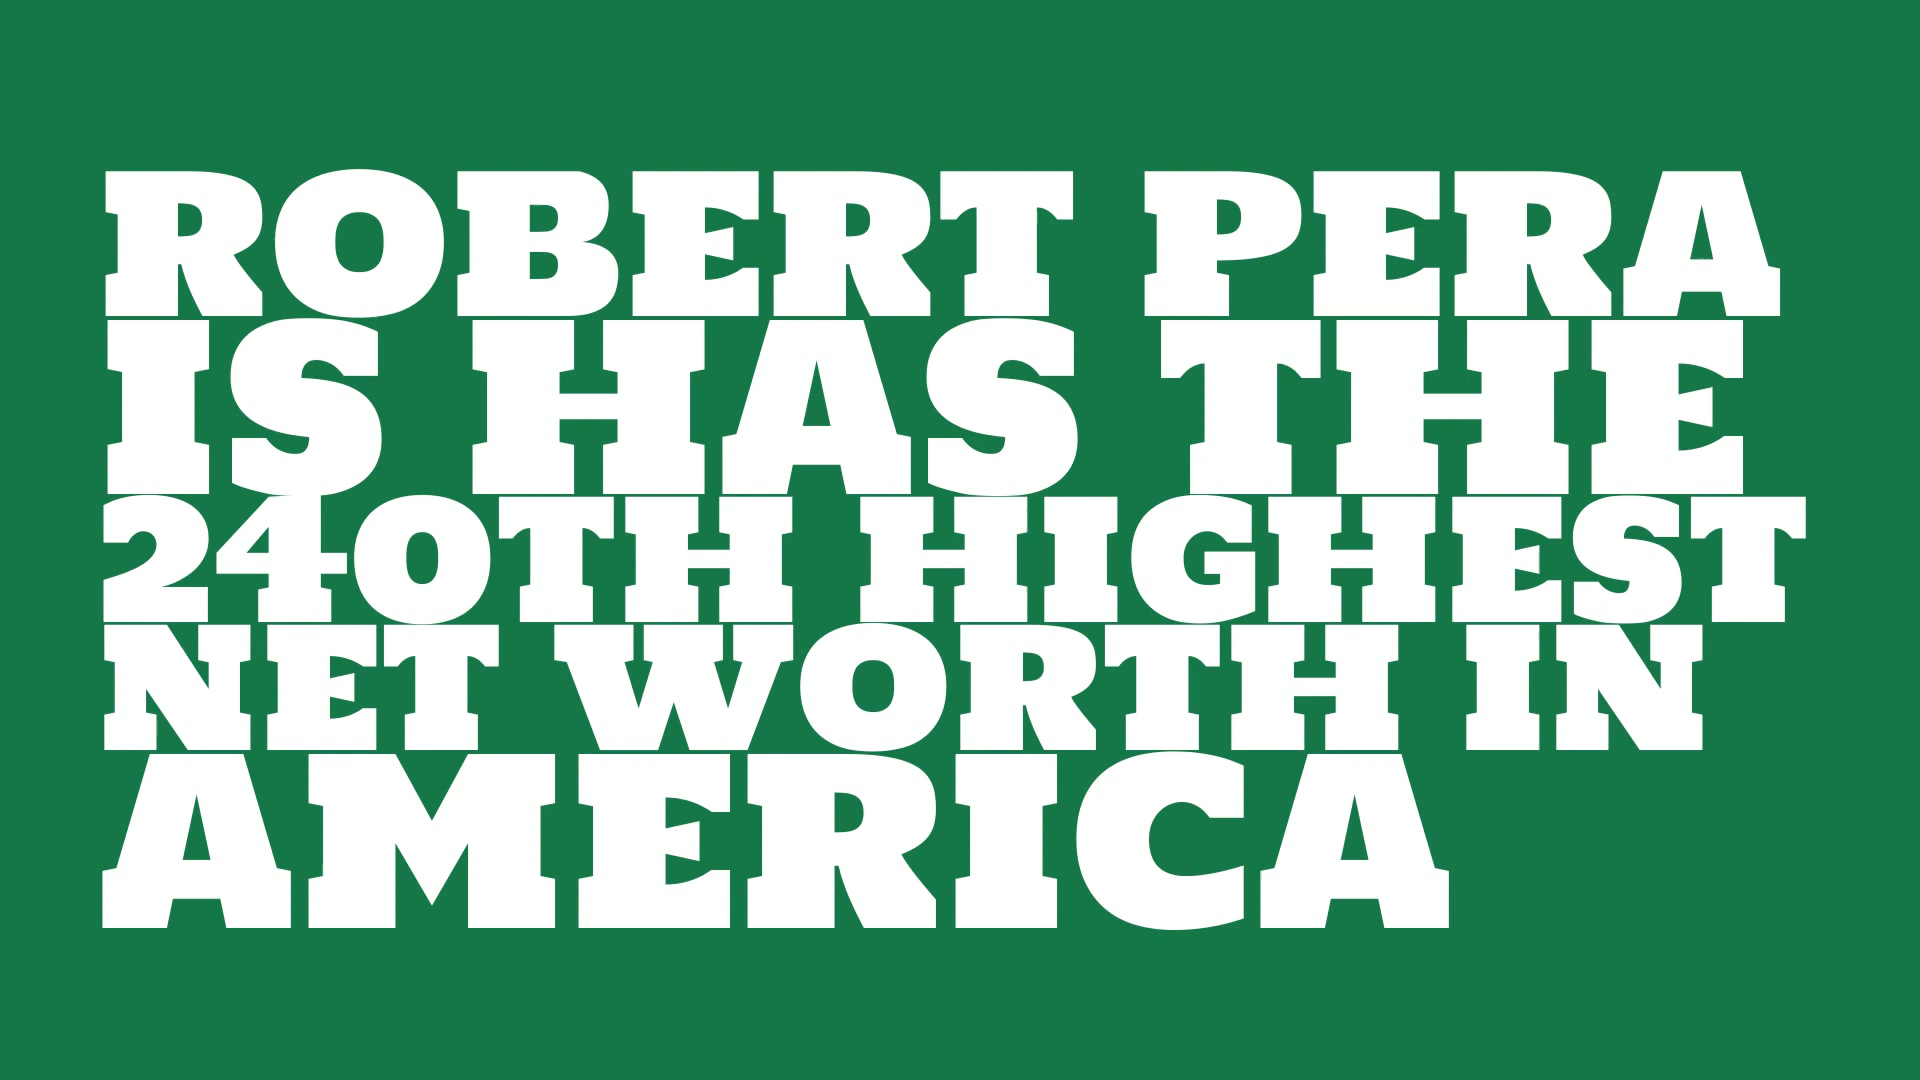 ROBERT PERA
IS HAS THE
240TH HIGHEST
NET WORTH IN
AMERICA